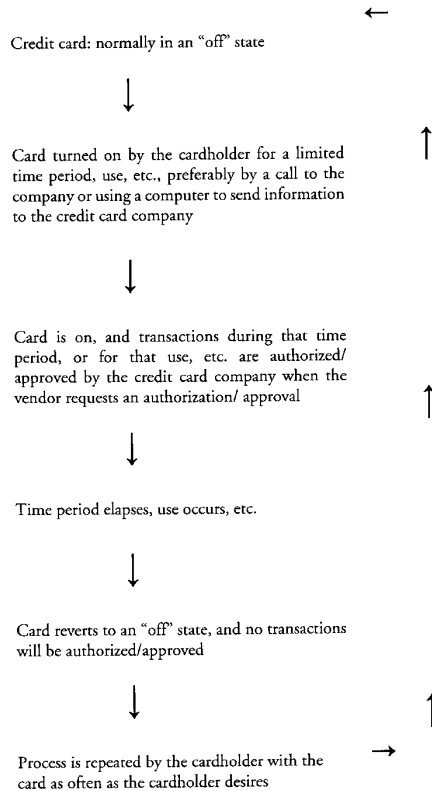 Credit card: normally in an “off” state
Card turned on by the cardholder for a limited
time period, use, etc., preferably by a call to the
company or using a computer to send information
to the credit card company
Card is on, and transactions during that time
period, or for that use, etc. are authorized/
approved by the credit card company when the
vendor requests an authorization/ approval
Time period elapses, use occurs, etc.
Card reverts to an “off” state, and no transactions
will be authorized/approved
Process is repeated by the cardholder with the
card as often as the cardholder desires